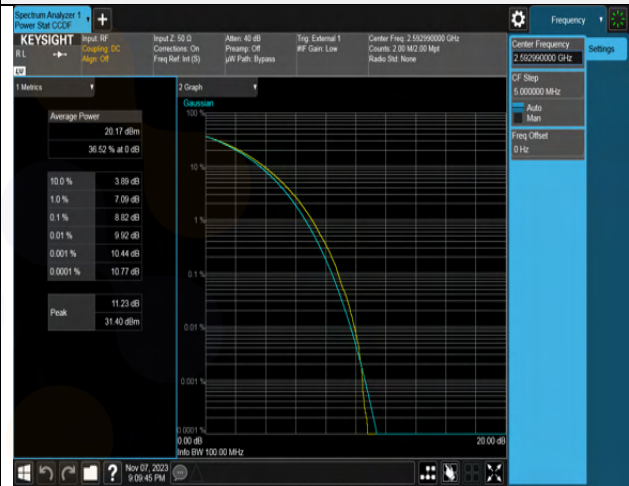 Spectrum Analyzer 1
Power Stat CCDF
+
Frequency
KEYSIGHT
RL
Input: RF
Coupling: DC
Align: Off
Input Z: 50 Ω
Corrections: On
Freq Ref: Int (S)
Atten: 40 dB
Preamp: Off
µW Path: Bypass
Trig: External 1
#IF Gain: Low
Center Freq: 2.592990000 GHz
Counts: 2.00 M/2.00 Mpt
Radio Std: None
LW
1 Metrics
Average Power
20.17 dBm
36.52 % at 0 dB
10.0 % 3.89 dB
1.0 % 7.09 dB
0.1 % 8.82 dB
0.01 % 9.92 dB
0.001 % 10.44 dB
0.0001 % 10.77 dB
Peak
11.23 dB
31.40 dBm
2 Graph
Gaussian
100 %
10 %
1 %
0.1 %
0.01 %
0.001 %
0.0001 %
0.00 dB
20.00 dB
Info BW 100.00 MHz
Center Frequency
2.592990000 GHz
Settings
CF Step
5.000000 MHz
Auto
Man
Freq Offset
0 Hz
?
Nov 07, 2023
9:09:45 PM